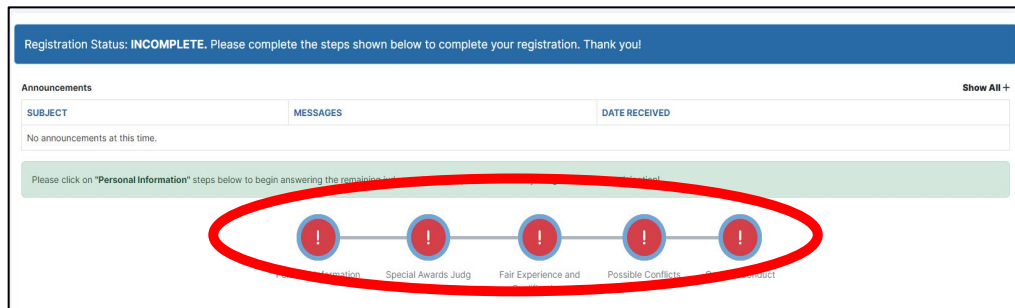 Registration Status: INCOMPLETE. Please complete the steps shown below to complete your registration. Thank you!
Announcements Show All +
SUBJECT MESSAGES DATE RECEIVED
No announcements at this time.
Please click on "Personal Information" steps below to begin answering the remaining
! ! ! ! !
Special Awards Judg Fair Experience and Possible Conflicts